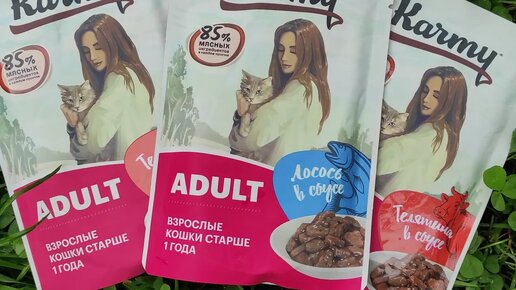 85%
МЯСНЫХ
ингредиентов
ADULT
ВЗРОСЛЫЕ
КОШКИ СТАРШЕ
1 ГОДА
Karmy
85%
МЯСНЫХ
ингредиентов
ADULT
Лосось
в соусе
ВЗРОСЛЫЕ
КОШКИ СТАРШЕ
1 ГОДА
Karmy
Телятина
в соусе